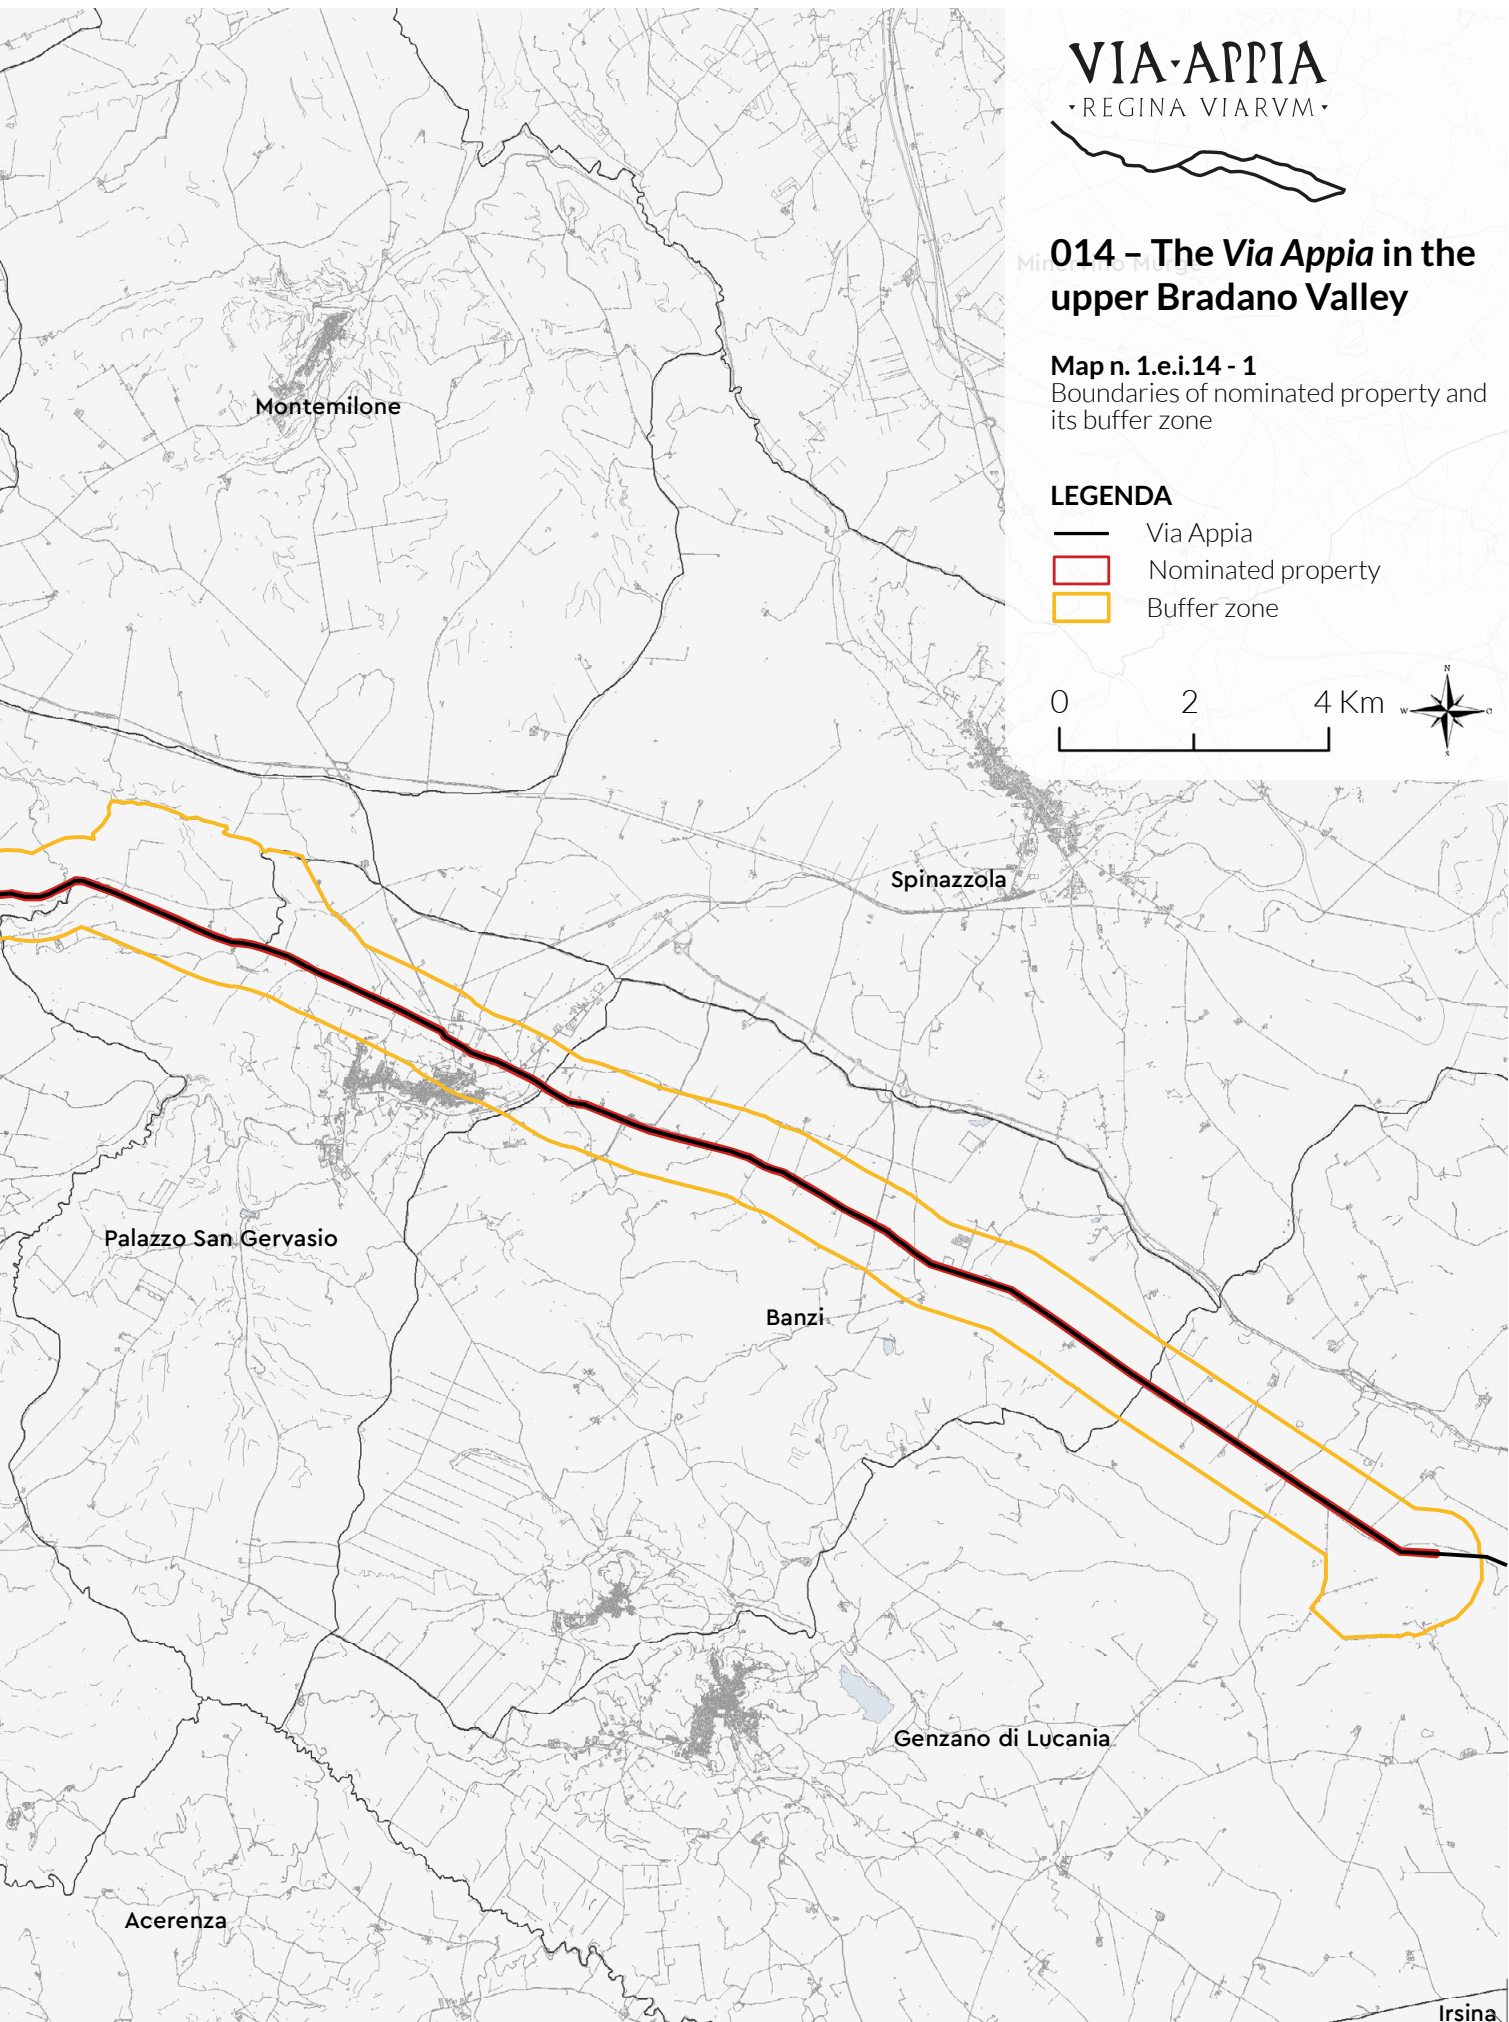 VIA·APPIA
·REGINA VIARVM·
014 – The Via Appia in the
upper Bradano Valley
Minervino Murge
Map n. 1.e.i.14 - 1
Boundaries of nominated property and
its buffer zone
LEGENDA
Via Appia
Nominated property
Buffer zone
0 2 4 Km
N
W O
S
Montemilone
Spinazzola
Palazzo San Gervasio
Banzi
Genzano di Lucania
Acerenza
Irsina